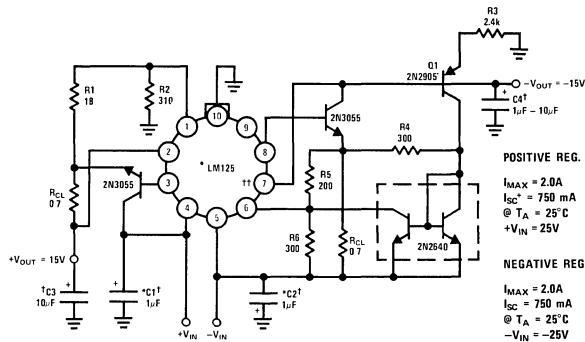 R3
2.4k
Q1
2N2905
−VOUT = −15V
C4†
1μF − 10μF
R1
18
R2
310
10
1
9
2
8
2N3055
R4
300
* LM125
††
7
3
2N3055
RCL
0 7
4
5
6
R5
200
R6
300
RCL
0 7
2N2640
+VOUT = 15V
†C3
10μF
*C1†
1μF
*C2†
1μF
+VIN
−VIN
POSITIVE REG.
IMAX = 2.0A
ISC+ = 750 mA
@ TA = 25°C
+VIN = 25V
NEGATIVE REG
IMAX = 2.0A
ISC = 750 mA
@ TA = 25°C
−VIN = −25V